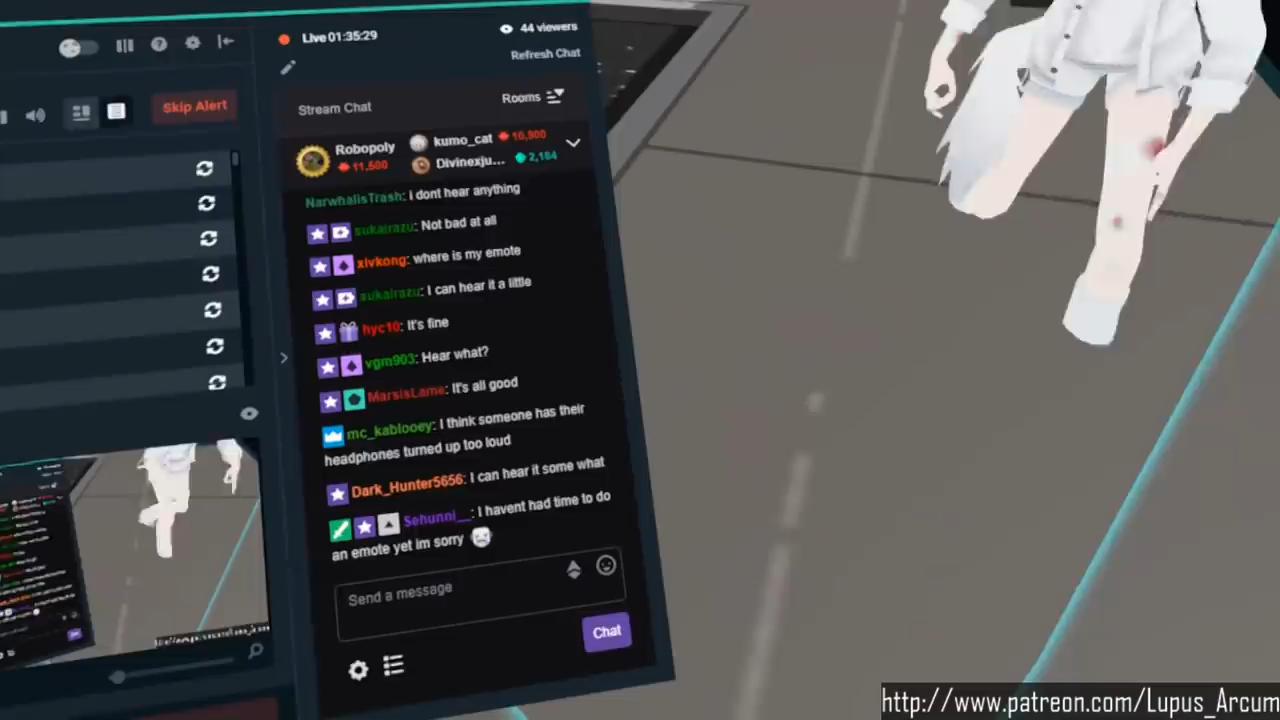 Live 01:35:29
44 viewers
Refresh Chat
Skip Alert
Stream Chat
Rooms
Robopoly
11,500
kumo_cat 10,900
Divinexju... 2,184
NarwhalisTrash: i dont hear anything
sukairazu: Not bad at all
xivkong: where is my emote
sukairazu: I can hear it a little
hyc10: It's fine
vgm903: Hear what?
MarsisLame: It's all good
mc_kablooey: I think someone has their
headphones turned up too loud
Dark_Hunter5656: I can hear it some what
Sehunni__: I havent had time to do
an emote yet im sorry
Send a message
Chat
http://www.patreon.com/Lupus_Arcum